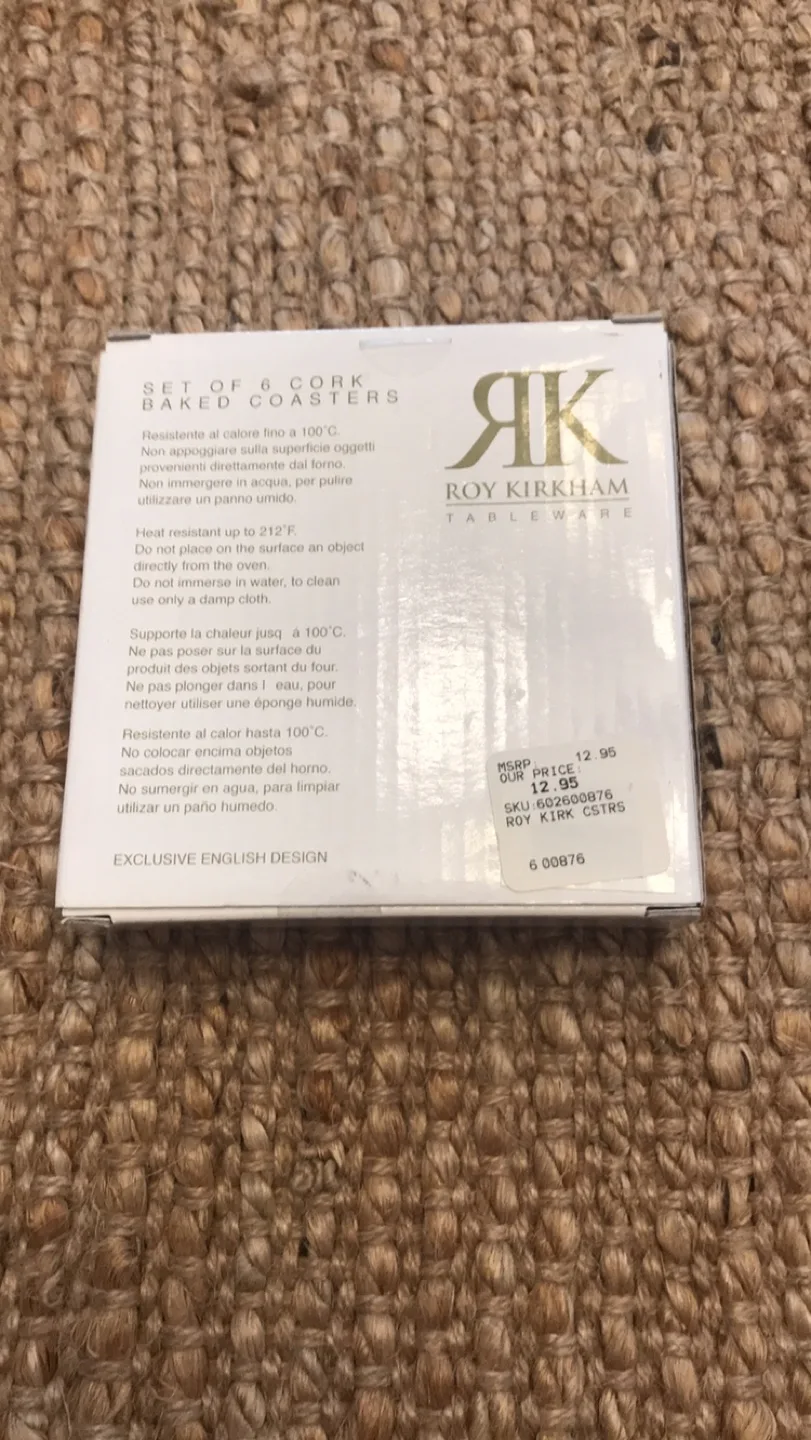 SET OF 6 CORK
BAKED COASTERS
Resistente al calore fino a 100°C.
Non appoggiare sulla superficie oggetti
provenienti direttamente dal forno.
Non immergere in acqua, per pulire
utilizzare un panno umido.
Heat resistant up to 212°F.
Do not place on the surface an object
directly from the oven.
Do not immerse in water, to clean
use only a damp cloth.
Supporte la chaleur jusq à 100°C.
Ne pas poser sur la surface du
produit des objets sortant du four.
Ne pas plonger dans l eau, pour
nettoyer utiliser une éponge humide.
Resistente al calor hasta 100°C.
No colocar encima objetos
sacados directamente del horno.
No sumergir en agua, para limpiar
utilizar un paño humedo.
EXCLUSIVE ENGLISH DESIGN
RK
ROY KIRKHAM
TABLEWARE
MSRP: 12.95
OUR PRICE:
12.95
SKU:602600876
ROY KIRK CSTRS
6 00876